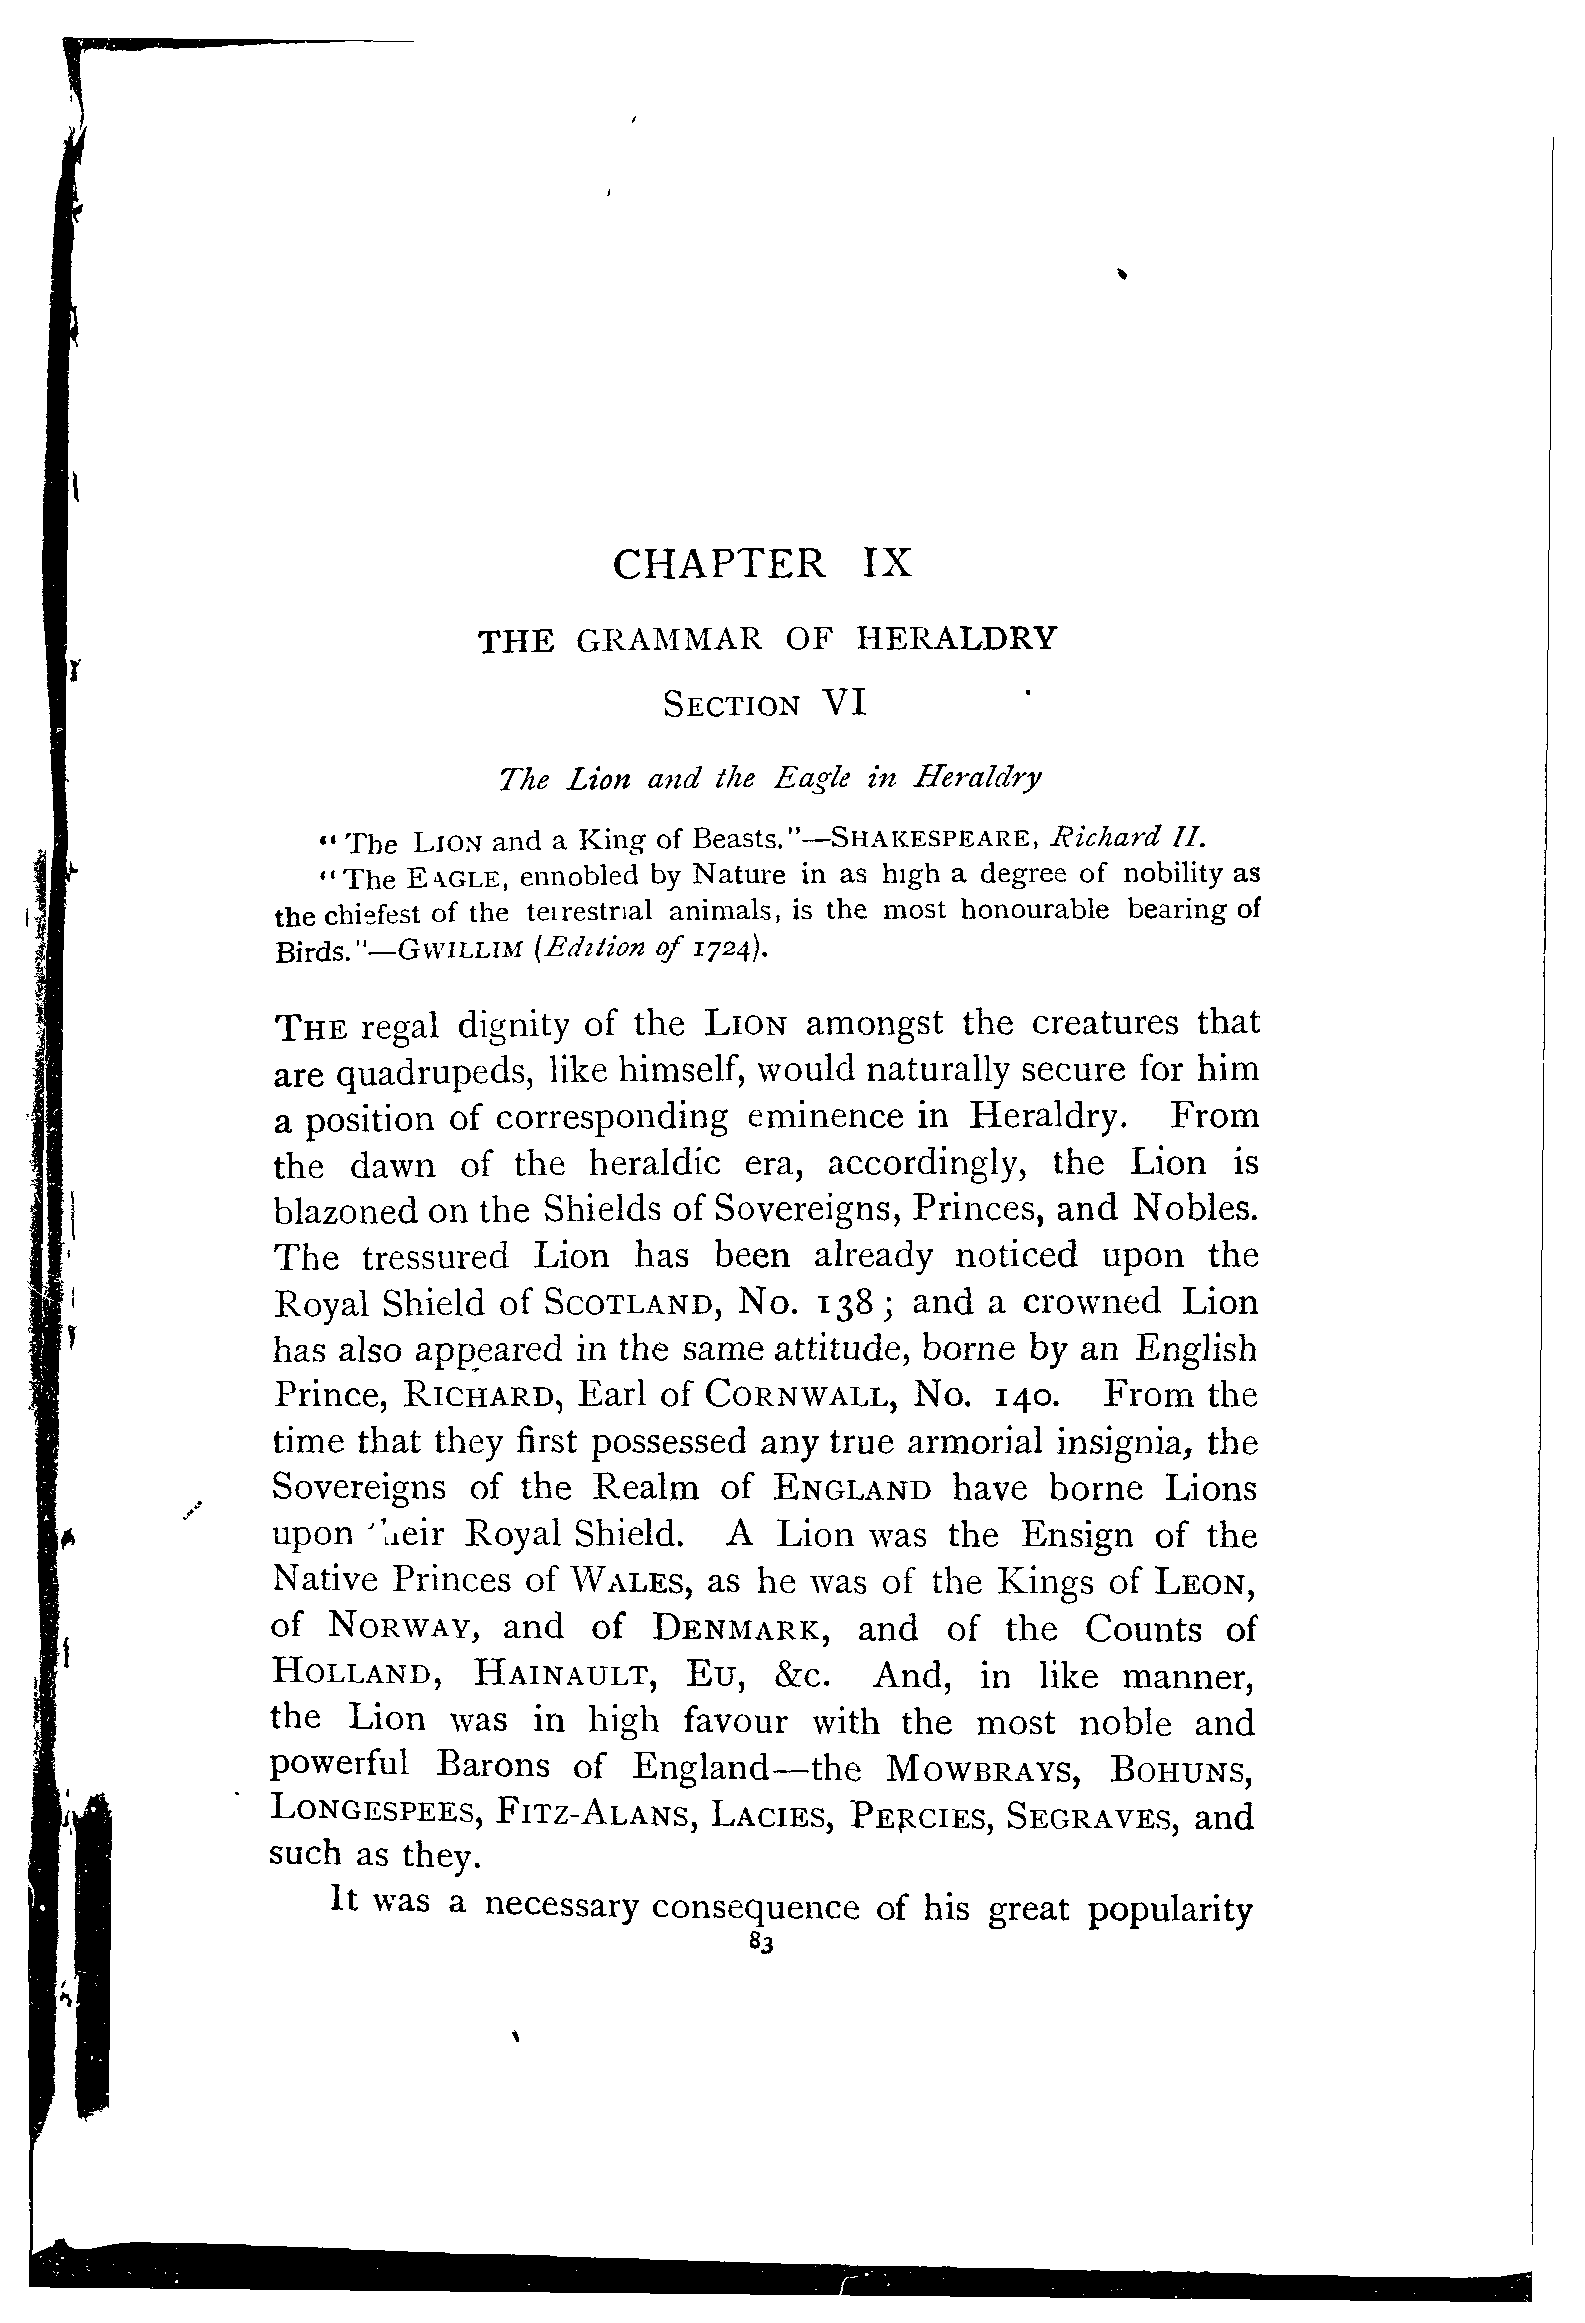 CHAPTER IX
THE GRAMMAR OF HERALDRY
SECTION VI
The Lion and the Eagle in Heraldry
"The LION and a King of Beasts."—SHAKESPEARE, Richard II.
"The EAGLE, ennobled by Nature in as high a degree of nobility as
the chiefest of the terrestrial animals, is the most honourable bearing of
Birds."—GWILLIM (Edition of 1724).
THE regal dignity of the LION amongst the creatures that
are quadrupeds, like himself, would naturally secure for him
a position of corresponding eminence in Heraldry. From
the dawn of the heraldic era, accordingly, the Lion is
blazoned on the Shields of Sovereigns, Princes, and Nobles.
The tressured Lion has been already noticed upon the
Royal Shield of SCOTLAND, No. 138; and a crowned Lion
has also appeared in the same attitude, borne by an English
Prince, RICHARD, Earl of CORNWALL, No. 140. From the
time that they first possessed any true armorial insignia, the
Sovereigns of the Realm of ENGLAND have borne Lions
upon their Royal Shield. A Lion was the Ensign of the
Native Princes of WALES, as he was of the Kings of LEON,
of NORWAY, and of DENMARK, and of the Counts of
HOLLAND, HAINAULT, EU, &c. And, in like manner,
the Lion was in high favour with the most noble and
powerful Barons of England—the MOWBRAYS, BOHUNS,
LONGESPEES, FITZ-ALANS, LACIES, PERCIES, SEGRAVES, and
such as they.
It was a necessary consequence of his great popularity
83